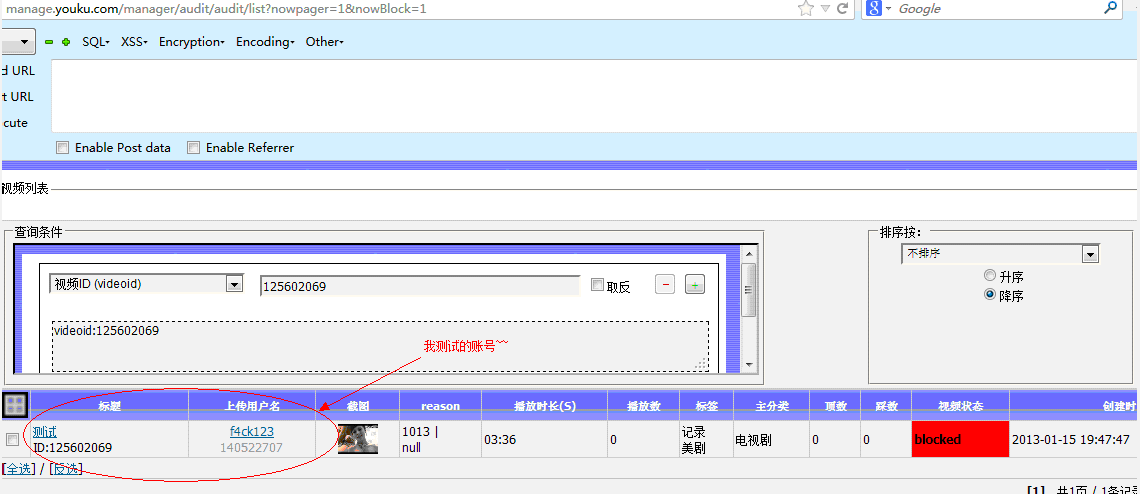 manage.youku.com/manager/audit/audit/list?nowpager=1&nowBlock=1
Google
SQL XSS Encryption Encoding Other
d URL
t URL
cute
Enable Post data Enable Referrer
视频列表
查询条件
排序按：
视频ID (videoid) 125602069 取反 - +
不排序
升序
降序
videoid:125602069
我测试的账号~~
标题 上传用户名 截图 reason 播放时长(S) 播放数 标签 主分类 顶数 踩数 视频状态 创建时
测试 f4ck123 1013 | 03:36 0 记录 电视剧 0 0 blocked 2013-01-15 19:47:47
ID:125602069 140522707 null 美剧
[全选] / [反选]
[1] 共1页 / 1条记录